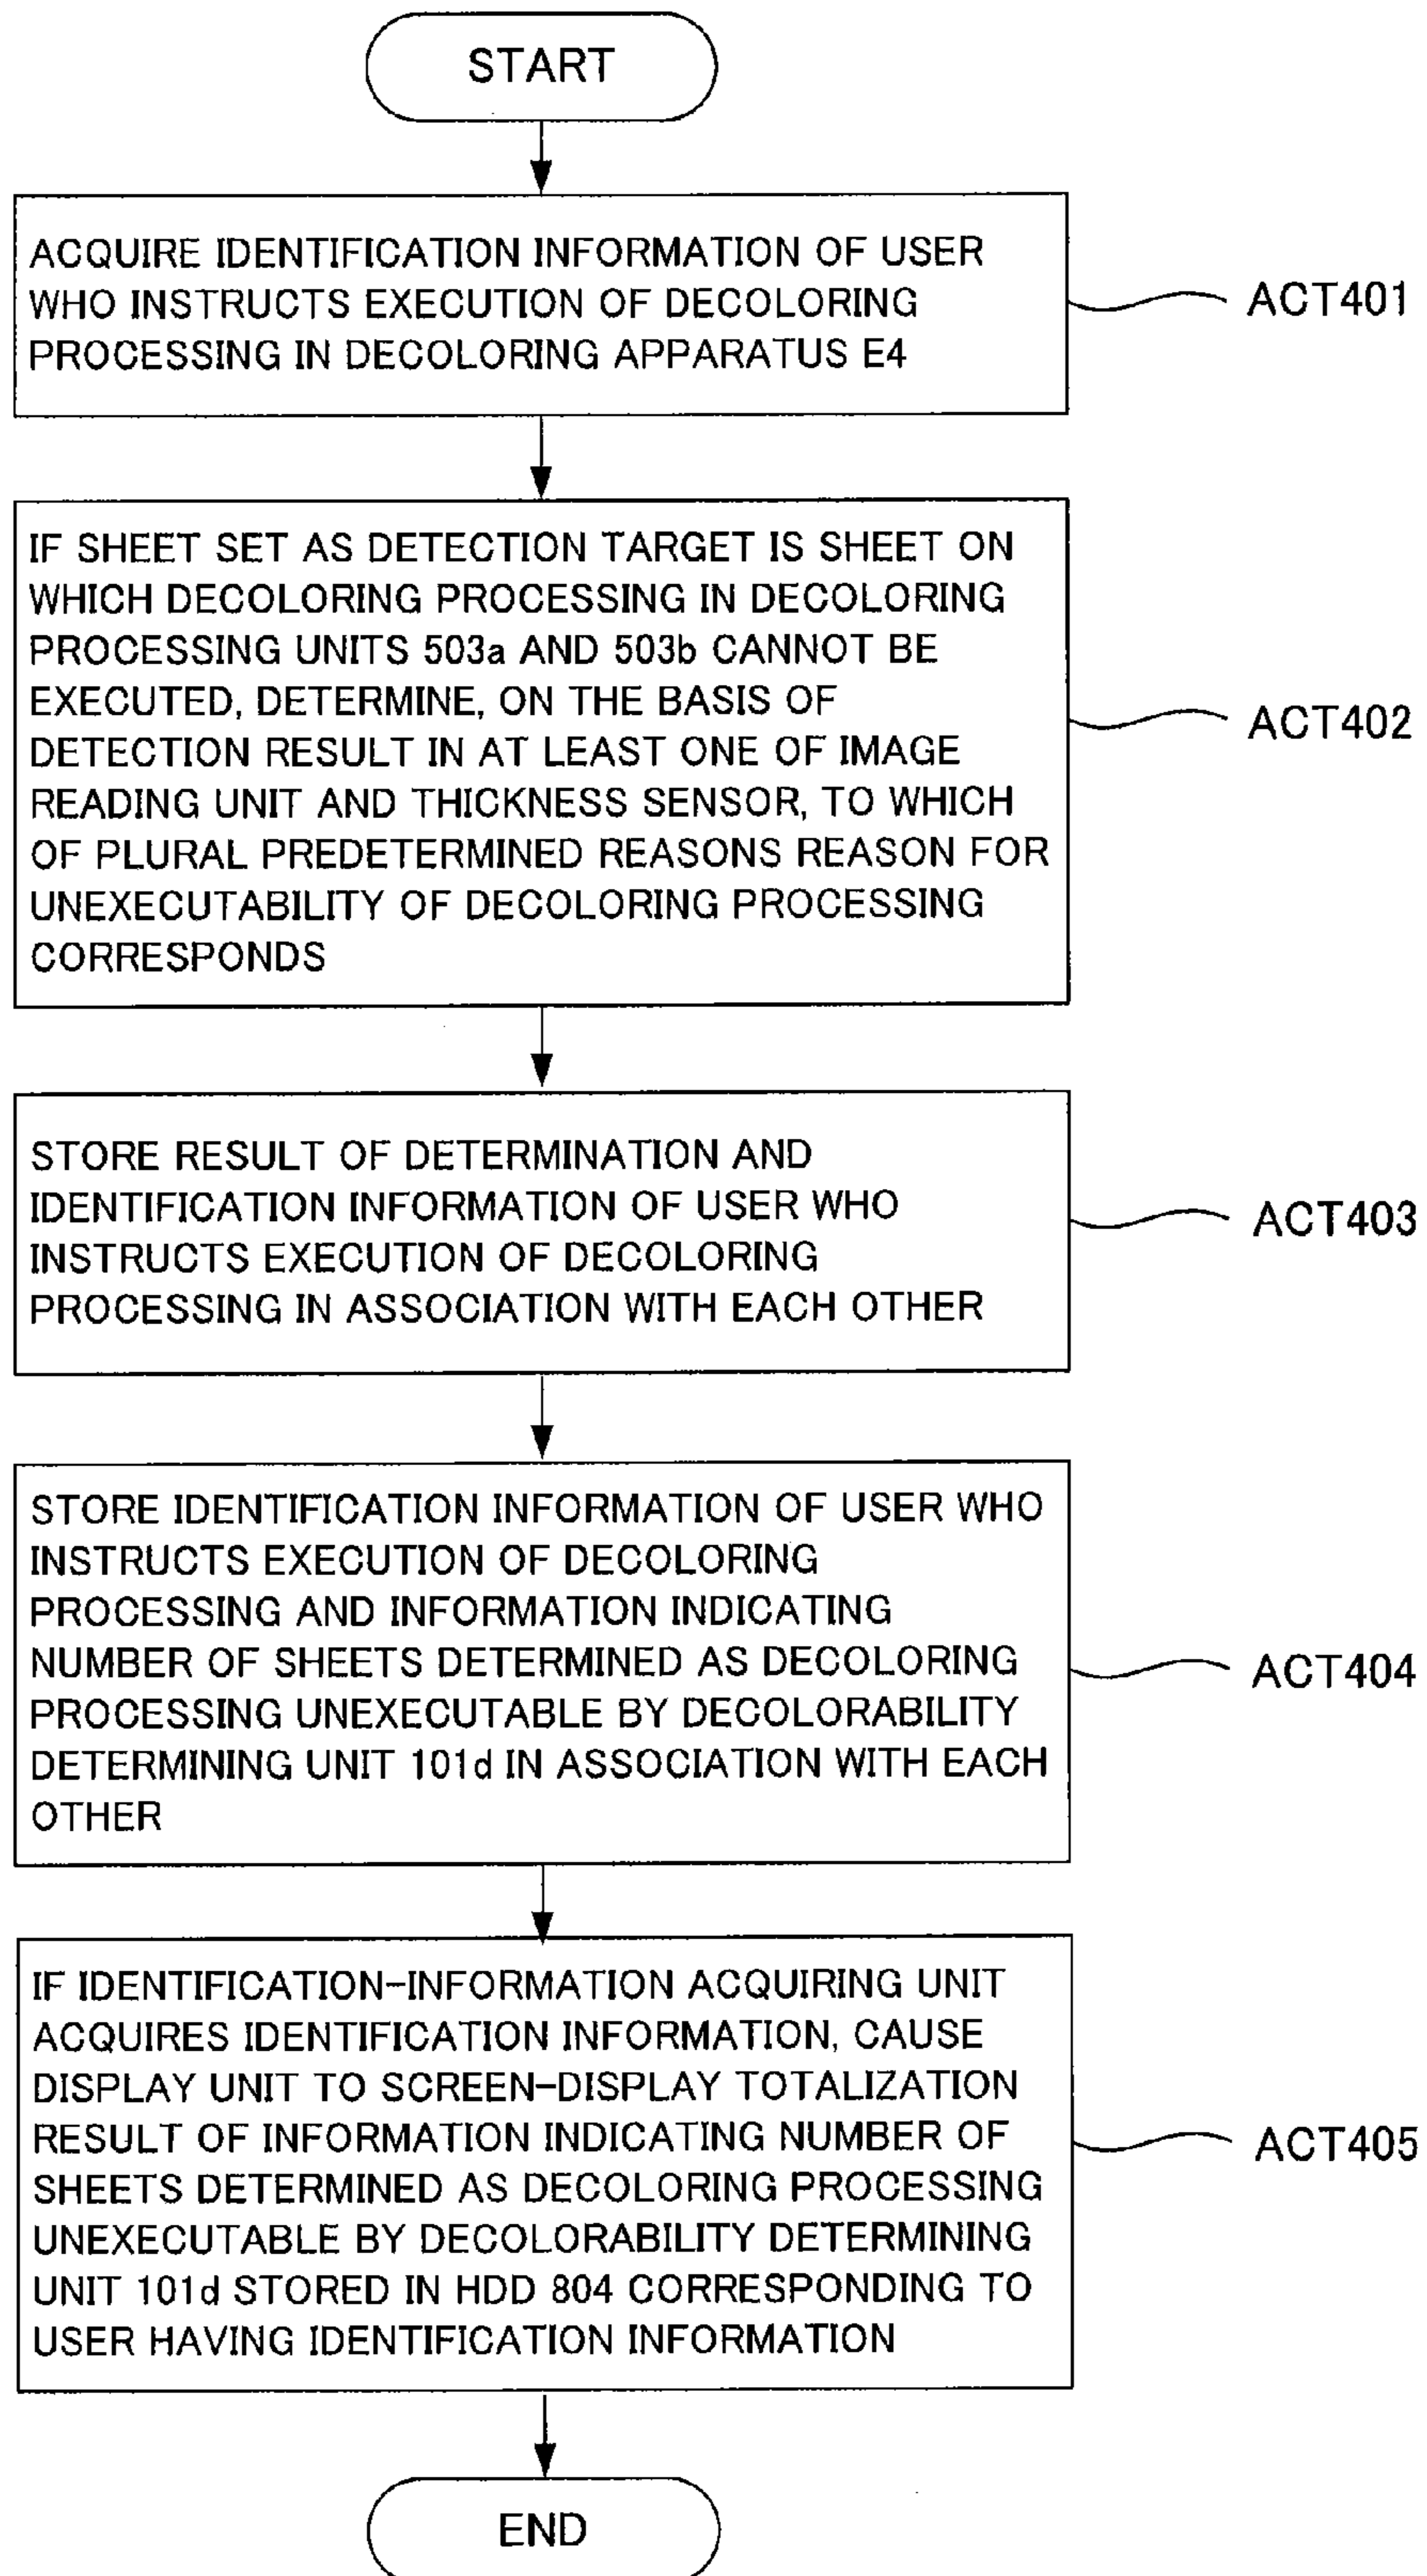 START
ACQUIRE IDENTIFICATION INFORMATION OF USER
WHO INSTRUCTS EXECUTION OF DECOLORING
PROCESSING IN DECOLORING APPARATUS E4
ACT401
IF SHEET SET AS DETECTION TARGET IS SHEET ON
WHICH DECOLORING PROCESSING IN DECOLORING
PROCESSING UNITS 503a AND 503b CANNOT BE
EXECUTED, DETERMINE, ON THE BASIS OF
DETECTION RESULT IN AT LEAST ONE OF IMAGE
READING UNIT AND THICKNESS SENSOR, TO WHICH
OF PLURAL PREDETERMINED REASONS REASON FOR
UNEXECUTABILITY OF DECOLORING PROCESSING
CORRESPONDS
ACT402
STORE RESULT OF DETERMINATION AND
IDENTIFICATION INFORMATION OF USER WHO
INSTRUCTS EXECUTION OF DECOLORING
PROCESSING IN ASSOCIATION WITH EACH OTHER
ACT403
STORE IDENTIFICATION INFORMATION OF USER WHO
INSTRUCTS EXECUTION OF DECOLORING
PROCESSING AND INFORMATION INDICATING
NUMBER OF SHEETS DETERMINED AS DECOLORING
PROCESSING UNEXECUTABLE BY DECOLORABILITY
DETERMINING UNIT 101d IN ASSOCIATION WITH EACH
OTHER
ACT404
IF IDENTIFICATION-INFORMATION ACQUIRING UNIT
ACQUIRES IDENTIFICATION INFORMATION, CAUSE
DISPLAY UNIT TO SCREEN-DISPLAY TOTALIZATION
RESULT OF INFORMATION INDICATING NUMBER OF
SHEETS DETERMINED AS DECOLORING PROCESSING
UNEXECUTABLE BY DECOLORABILITY DETERMINING
UNIT 101d STORED IN HDD 804 CORRESPONDING TO
USER HAVING IDENTIFICATION INFORMATION
ACT405
END